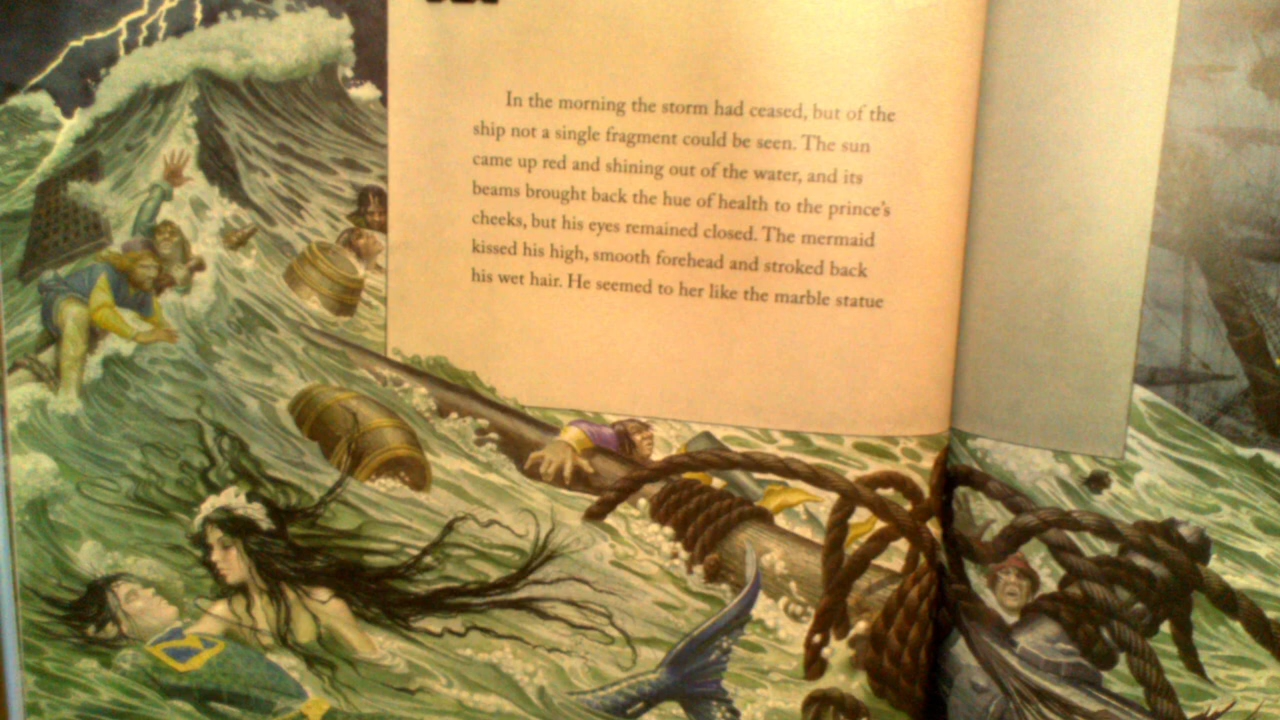 In the morning the storm had ceased, but of the
ship not a single fragment could be seen. The sun
came up red and shining out of the water, and its
beams brought back the hue of health to the prince's
cheeks, but his eyes remained closed. The mermaid
kissed his high, smooth forehead and stroked back
his wet hair. He seemed to her like the marble statue